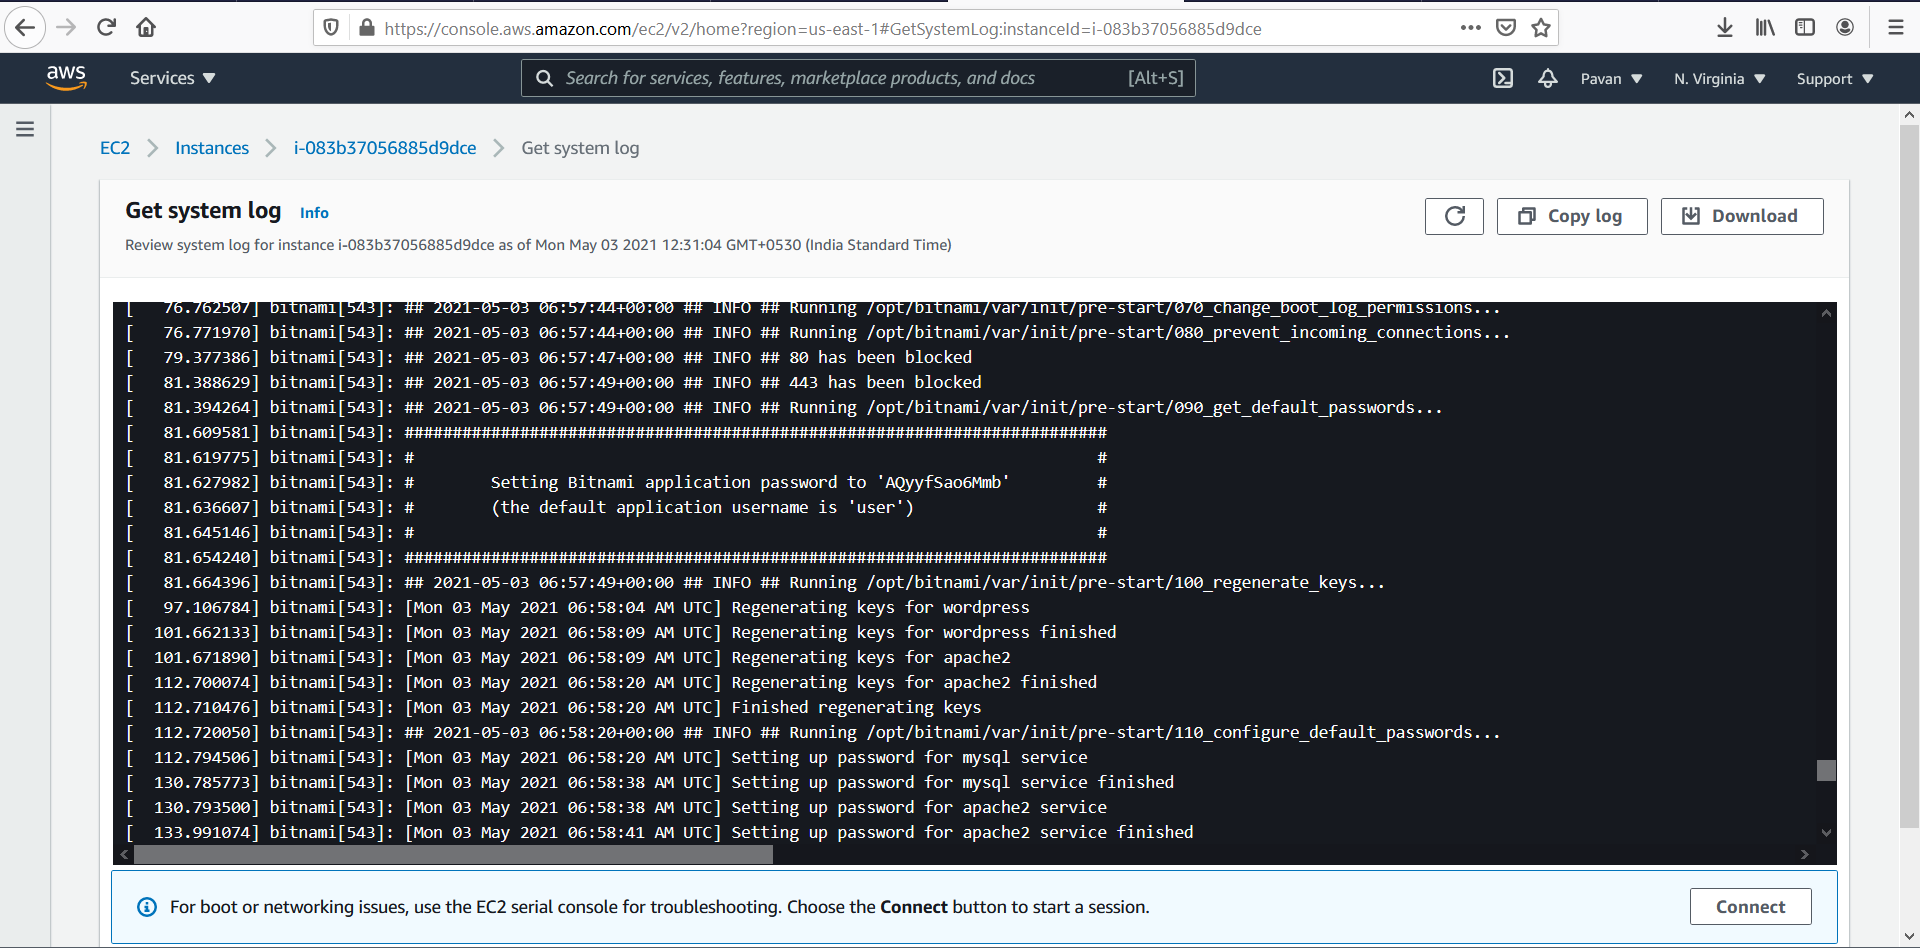 https://console.aws.amazon.com/ec2/v2/home?region=us-east-1#GetSystemLog:instanceId=i-083b37056885d9dce
aws Services Search for services, features, marketplace products, and docs [Alt+S] Pavan N. Virginia Support
EC2 Instances i-083b37056885d9dce Get system log
Get system log Info
Copy log Download
Review system log for instance i-083b37056885d9dce as of Mon May 03 2021 12:31:04 GMT+0530 (India Standard Time)
[   76.762507] bitnami[543]: ## 2021-05-03 06:57:44+00:00 ## INFO ## Running /opt/bitnami/var/init/pre-start/070_change_boot_log_permissions...
[   76.771970] bitnami[543]: ## 2021-05-03 06:57:44+00:00 ## INFO ## Running /opt/bitnami/var/init/pre-start/080_prevent_incoming_connections...
[   79.377386] bitnami[543]: ## 2021-05-03 06:57:47+00:00 ## INFO ## 80 has been blocked
[   81.388629] bitnami[543]: ## 2021-05-03 06:57:49+00:00 ## INFO ## 443 has been blocked
[   81.394264] bitnami[543]: ## 2021-05-03 06:57:49+00:00 ## INFO ## Running /opt/bitnami/var/init/pre-start/090_get_default_passwords...
[   81.609581] bitnami[543]: #########################################################################
[   81.619775] bitnami[543]: #                                                                       #
[   81.627982] bitnami[543]: #        Setting Bitnami application password to 'AQyyfSao6Mmb'         #
[   81.636607] bitnami[543]: #        (the default application username is 'user')                   #
[   81.645146] bitnami[543]: #                                                                       #
[   81.654240] bitnami[543]: #########################################################################
[   81.664396] bitnami[543]: ## 2021-05-03 06:57:49+00:00 ## INFO ## Running /opt/bitnami/var/init/pre-start/100_regenerate_keys...
[   97.106784] bitnami[543]: [Mon 03 May 2021 06:58:04 AM UTC] Regenerating keys for wordpress
[  101.662133] bitnami[543]: [Mon 03 May 2021 06:58:09 AM UTC] Regenerating keys for wordpress finished
[  101.671890] bitnami[543]: [Mon 03 May 2021 06:58:09 AM UTC] Regenerating keys for apache2
[  112.700074] bitnami[543]: [Mon 03 May 2021 06:58:20 AM UTC] Regenerating keys for apache2 finished
[  112.710476] bitnami[543]: [Mon 03 May 2021 06:58:20 AM UTC] Finished regenerating keys
[  112.720050] bitnami[543]: ## 2021-05-03 06:58:20+00:00 ## INFO ## Running /opt/bitnami/var/init/pre-start/110_configure_default_passwords...
[  112.794506] bitnami[543]: [Mon 03 May 2021 06:58:20 AM UTC] Setting up password for mysql service
[  130.785773] bitnami[543]: [Mon 03 May 2021 06:58:38 AM UTC] Setting up password for mysql service finished
[  130.793500] bitnami[543]: [Mon 03 May 2021 06:58:38 AM UTC] Setting up password for apache2 service
[  133.991074] bitnami[543]: [Mon 03 May 2021 06:58:41 AM UTC] Setting up password for apache2 service finished
For boot or networking issues, use the EC2 serial console for troubleshooting. Choose the Connect button to start a session. Connect